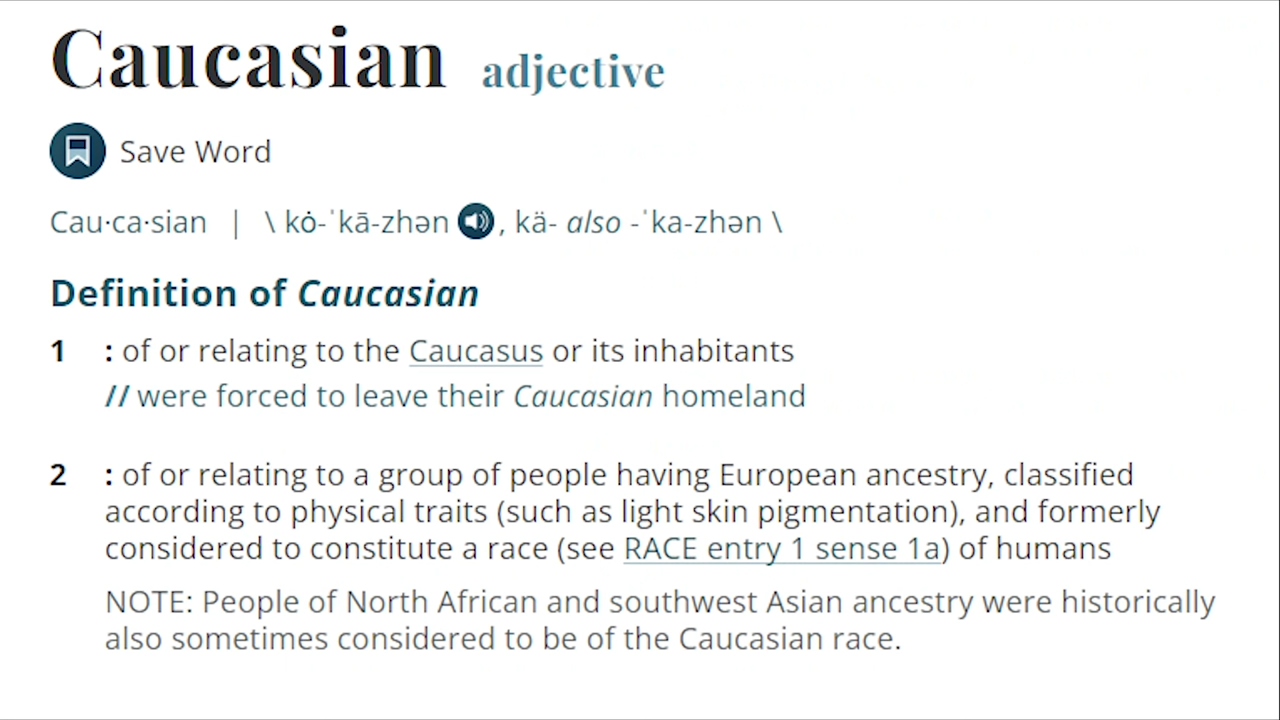 Caucasian adjective
Save Word
Cau·ca·sian | \ kȯ-ˈkā-zhən , kä- also -ˈka-zhən \
Definition of Caucasian
1 : of or relating to the Caucasus or its inhabitants
// were forced to leave their Caucasian homeland
2 : of or relating to a group of people having European ancestry, classified
according to physical traits (such as light skin pigmentation), and formerly
considered to constitute a race (see RACE entry 1 sense 1a) of humans
NOTE: People of North African and southwest Asian ancestry were historically
also sometimes considered to be of the Caucasian race.